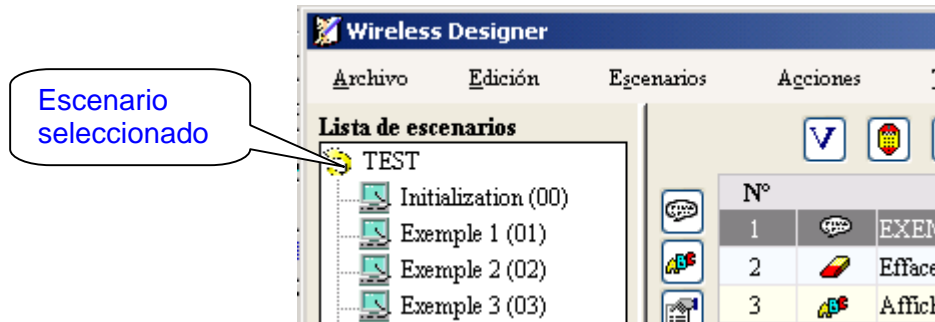 Wireless Designer
Archivo Edición Escenarios Acciones
Escenario
seleccionado
Lista de escenarios
TEST
Initialization (00)
Exemple 1 (01)
Exemple 2 (02)
Exemple 3 (03)
V
Nº
1
2
3